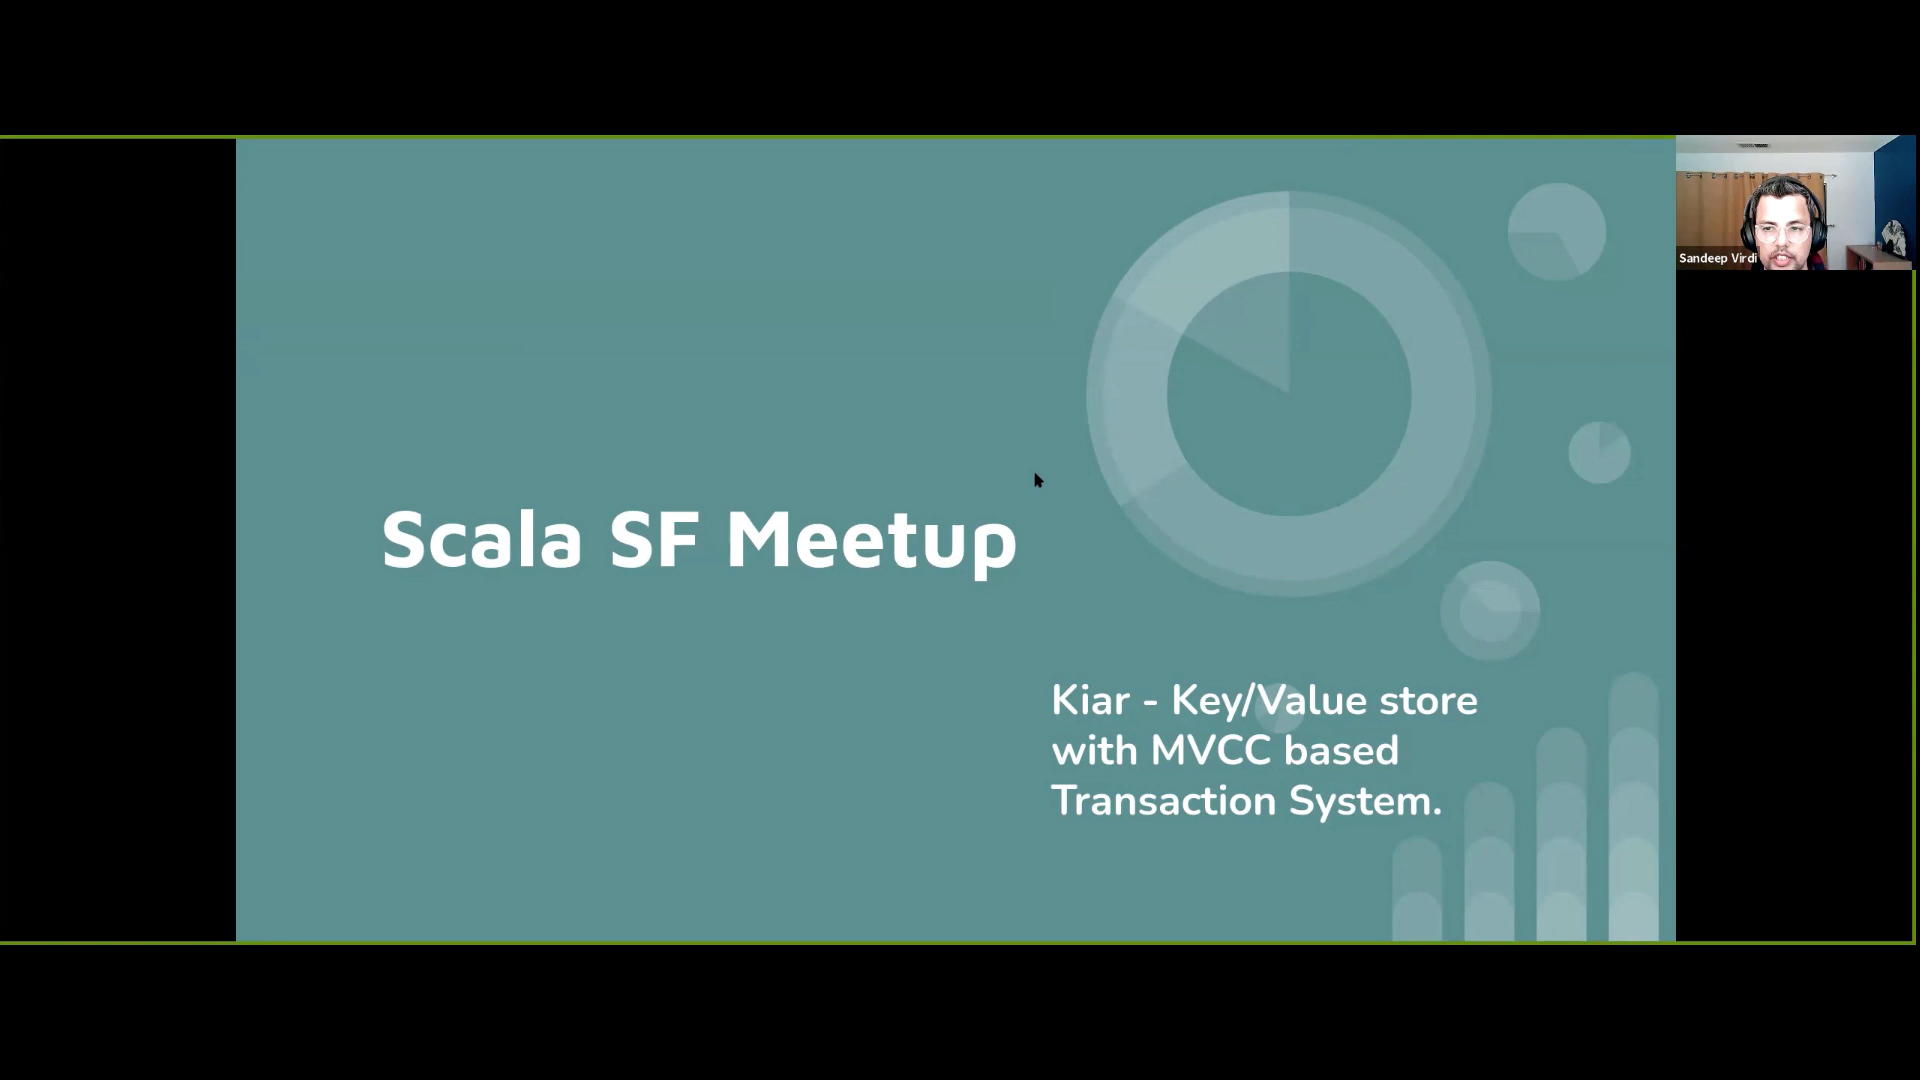 Sandeep Virdi
Scala SF Meetup
Kiar - Key/Value store
with MVCC based
Transaction System.